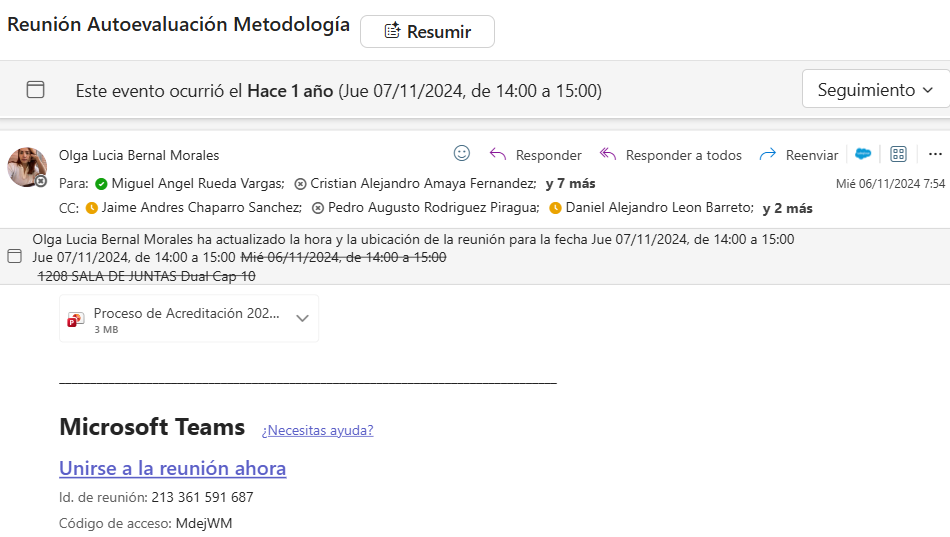 Reunión Autoevaluación Metodología Resumir
Este evento ocurrió el Hace 1 año (Jue 07/11/2024, de 14:00 a 15:00) Seguimiento
Olga Lucia Bernal Morales Responder Responder a todos Reenviar
Para: Miguel Angel Rueda Vargas; Cristian Alejandro Amaya Fernandez; y 7 más Mié 06/11/2024 7:54
CC: Jaime Andres Chaparro Sanchez; Pedro Augusto Rodriguez Piragua; Daniel Alejandro Leon Barreto; y 2 más
Olga Lucia Bernal Morales ha actualizado la hora y la ubicación de la reunión para la fecha Jue 07/11/2024, de 14:00 a 15:00
Jue 07/11/2024, de 14:00 a 15:00 Mié 06/11/2024, de 14:00 a 15:00
1208 SALA DE JUNTAS Dual Cap 10
Proceso de Acreditación 202...
3 MB
Microsoft Teams ¿Necesitas ayuda?
Unirse a la reunión ahora
Id. de reunión: 213 361 591 687
Código de acceso: MdejWM